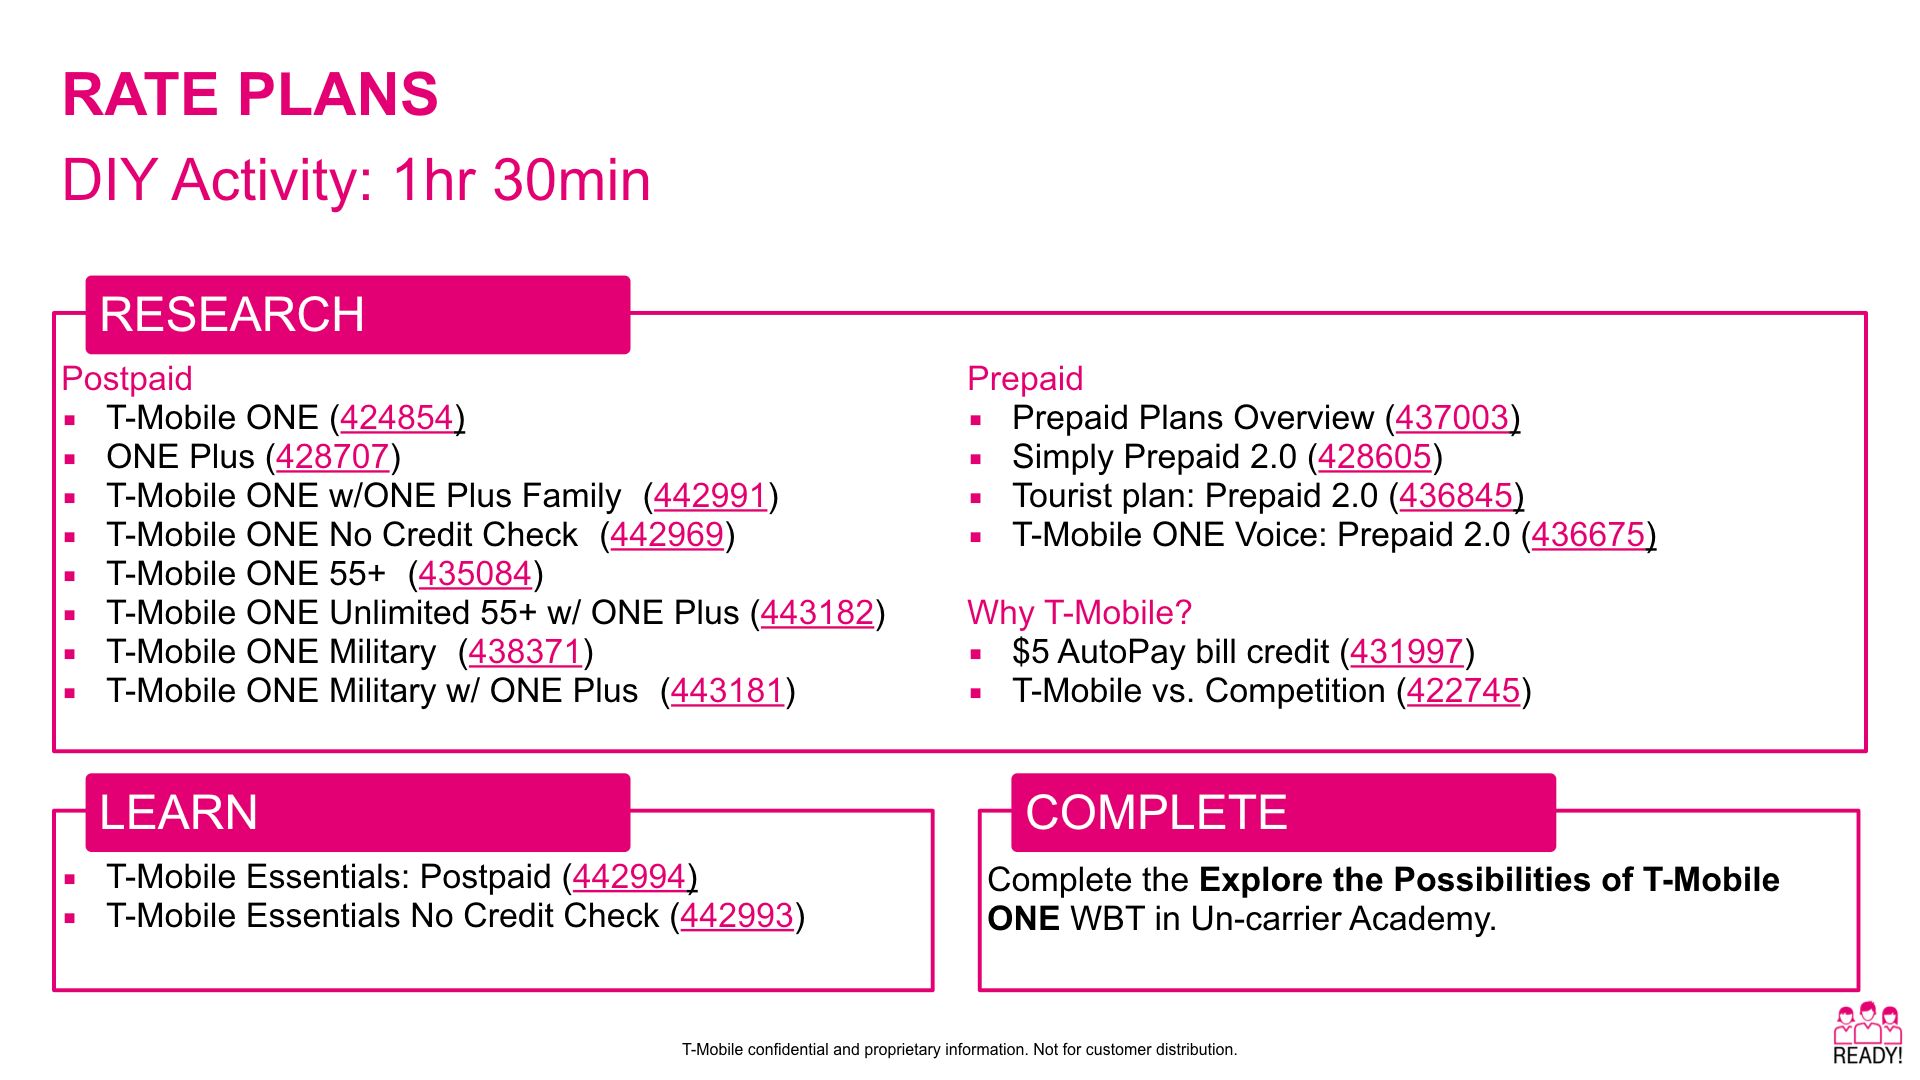 RATE PLANS
DIY Activity: 1hr 30min
RESEARCH
Postpaid
▪ T-Mobile ONE (424854)
▪ ONE Plus (428707)
▪ T-Mobile ONE w/ONE Plus Family (442991)
▪ T-Mobile ONE No Credit Check (442969)
▪ T-Mobile ONE 55+ (435084)
▪ T-Mobile ONE Unlimited 55+ w/ ONE Plus (443182)
▪ T-Mobile ONE Military (438371)
▪ T-Mobile ONE Military w/ ONE Plus (443181)
Prepaid
▪ Prepaid Plans Overview (437003)
▪ Simply Prepaid 2.0 (428605)
▪ Tourist plan: Prepaid 2.0 (436845)
▪ T-Mobile ONE Voice: Prepaid 2.0 (436675)
Why T-Mobile?
▪ $5 AutoPay bill credit (431997)
▪ T-Mobile vs. Competition (422745)
LEARN
▪ T-Mobile Essentials: Postpaid (442994)
▪ T-Mobile Essentials No Credit Check (442993)
COMPLETE
Complete the Explore the Possibilities of T-Mobile
ONE WBT in Un-carrier Academy.
T-Mobile confidential and proprietary information. Not for customer distribution.
READY!